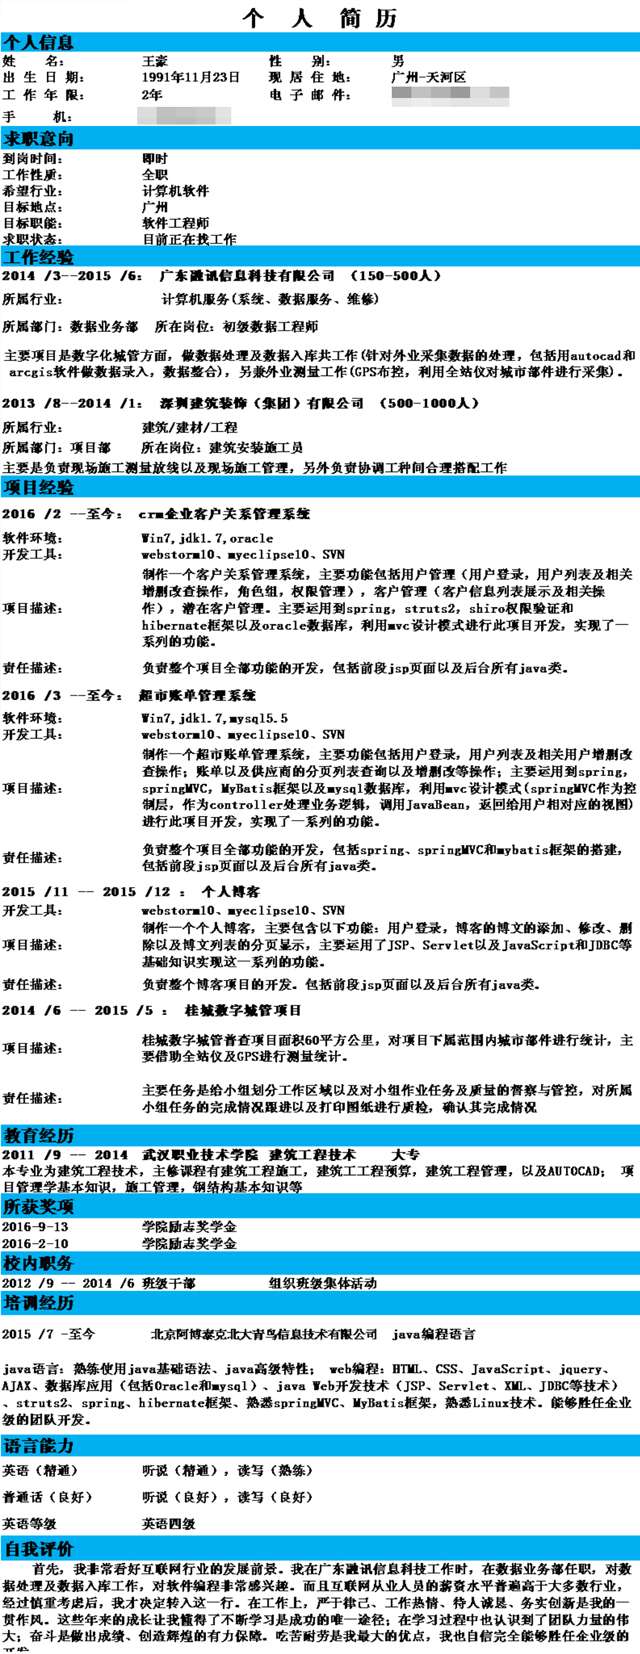 个 人 简 历
个人信息
姓 名： 王豪 性 别： 男
出 生 日 期： 1991年11月23日 现 居 住 地： 广州-天河区
工 作 年 限： 2年 电 子 邮 件：
手 机：
求职意向
到岗时间： 即时
工作性质： 全职
希望行业： 计算机软件
目标地点： 广州
目标职能： 软件工程师
求职状态： 目前正在找工作
工作经验
2014 /3--2015 /6： 广东瀜讯信息科技有限公司 （150-500人）
所属行业： 计算机服务(系统、数据服务、维修)
所属部门：数据业务部 所在岗位：初级数据工程师
主要项目是数字化城管方面，做数据处理及数据入库共工作(针对外业采集数据的处理，包括用autocad和
arcgis软件做数据录入，数据整合)，另兼外业测量工作(GPS布控，利用全站仪对城市部件进行采集)。
2013 /8--2014 /1： 深圳建筑装饰（集团）有限公司 （500-1000人）
所属行业： 建筑/建材/工程
所属部门：项目部 所在岗位：建筑安装施工员
主要是负责现场施工测量放线以及现场施工管理，另外负责协调工种间合理搭配工作
项目经验
2016 /2 --至今： crm企业客户关系管理系统
软件环境： Win7,jdk1.7,oracle
开发工具： webstorm10、myeclipse10、SVN
制作一个客户关系管理系统，主要功能包括用户管理（用户登录，用户列表及相关
增删改查操作，角色组，权限管理），客户管理（客户信息列表展示及相关操
项目描述： 作），潜在客户管理。主要运用到spring，struts2，shiro权限验证和
hibernate框架以及oracle数据库，利用mvc设计模式进行此项目开发，实现了一
系列的功能。
责任描述： 负责整个项目全部功能的开发，包括前段jsp页面以及后台所有java类。
2016 /3 --至今： 超市账单管理系统
软件环境： Win7,jdk1.7,mysql5.5
开发工具： webstorm10、myeclipse10、SVN
制作一个超市账单管理系统，主要功能包括用户登录，用户列表及相关用户增删改
查操作；账单以及供应商的分页列表查询以及增删改等操作；主要运用到spring，
项目描述： springMVC，MyBatis框架以及mysql数据库，利用mvc设计模式(springMVC作为控
制层，作为controller处理业务逻辑，调用JavaBean，返回给用户相对应的视图)
进行此项目开发，实现了一系列的功能。
责任描述： 负责整个项目全部功能的开发，包括spring、springMVC和mybatis框架的搭建，
包括前段jsp页面以及后台所有java类。
2015 /11 -- 2015 /12 ： 个人博客
开发工具： webstorm10、myeclipse10、SVN
制作一个个人博客，主要包含以下功能：用户登录，博客的博文的添加、修改、删
项目描述： 除以及博文列表的分页显示，主要运用了JSP、Servlet以及JavaScript和JDBC等
基础知识实现这一系列的功能。
责任描述： 负责整个博客项目的开发。包括前段jsp页面以及后台所有java类。
2014 /6 -- 2015 /5 ： 桂城数字城管项目
项目描述： 桂城数字城管普查项目面积60平方公里，对项目下属范围内城市部件进行统计，主
要借助全站仪及GPS进行测量统计。
责任描述： 主要任务是给小组划分工作区域以及对小组作业任务及质量的督察与管控，对所属
小组任务的完成情况跟进以及打印图纸进行质检，确认其完成情况
教育经历
2011 /9 -- 2014 武汉职业技术学院 建筑工程技术 大专
本专业为建筑工程技术，主修课程有建筑工程施工，建筑工工程预算，建筑工程管理，以及AUTOCAD； 项
目管理学基本知识，施工管理，钢结构基本知识等
所获奖项
2016-9-13 学院励志奖学金
2016-2-10 学院励志奖学金
校内职务
2012 /9 -- 2014 /6 班级干部 组织班级集体活动
培训经历
2015 /7 -至今 北京阿博泰克北大青鸟信息技术有限公司 java编程语言
java语言：熟练使用java基础语法、java高级特性； web编程：HTML、CSS、JavaScript、jquery、
AJAX、数据库应用（包括Oracle和mysql）、java Web开发技术（JSP、Servlet、XML、JDBC等技术）
、struts2、spring、hibernate框架、熟悉springMVC、MyBatis框架，熟悉Linux技术。能够胜任企业
级的团队开发。
语言能力
英语（精通） 听说（精通），读写（熟练）
普通话（良好） 听说（良好），读写（良好）
英语等级 英语四级
自我评价
首先，我非常看好互联网行业的发展前景。我在广东瀜讯信息科技工作时，在数据业务部任职，对数
据处理及数据入库工作，对软件编程非常感兴趣。而且互联网从业人员的薪资水平普遍高于大多数行业，
经过慎重考虑后，我才决定转入这一行。在工作上，严于律己、工作热情、待人诚恳、务实创新是我的一
贯作风。这些年来的成长让我懂得了不断学习是成功的唯一途径；在学习过程中也认识到了团队力量的伟
大；奋斗是做出成绩、创造辉煌的有力保障。吃苦耐劳是我最大的优点，我也自信完全能够胜任企业级的